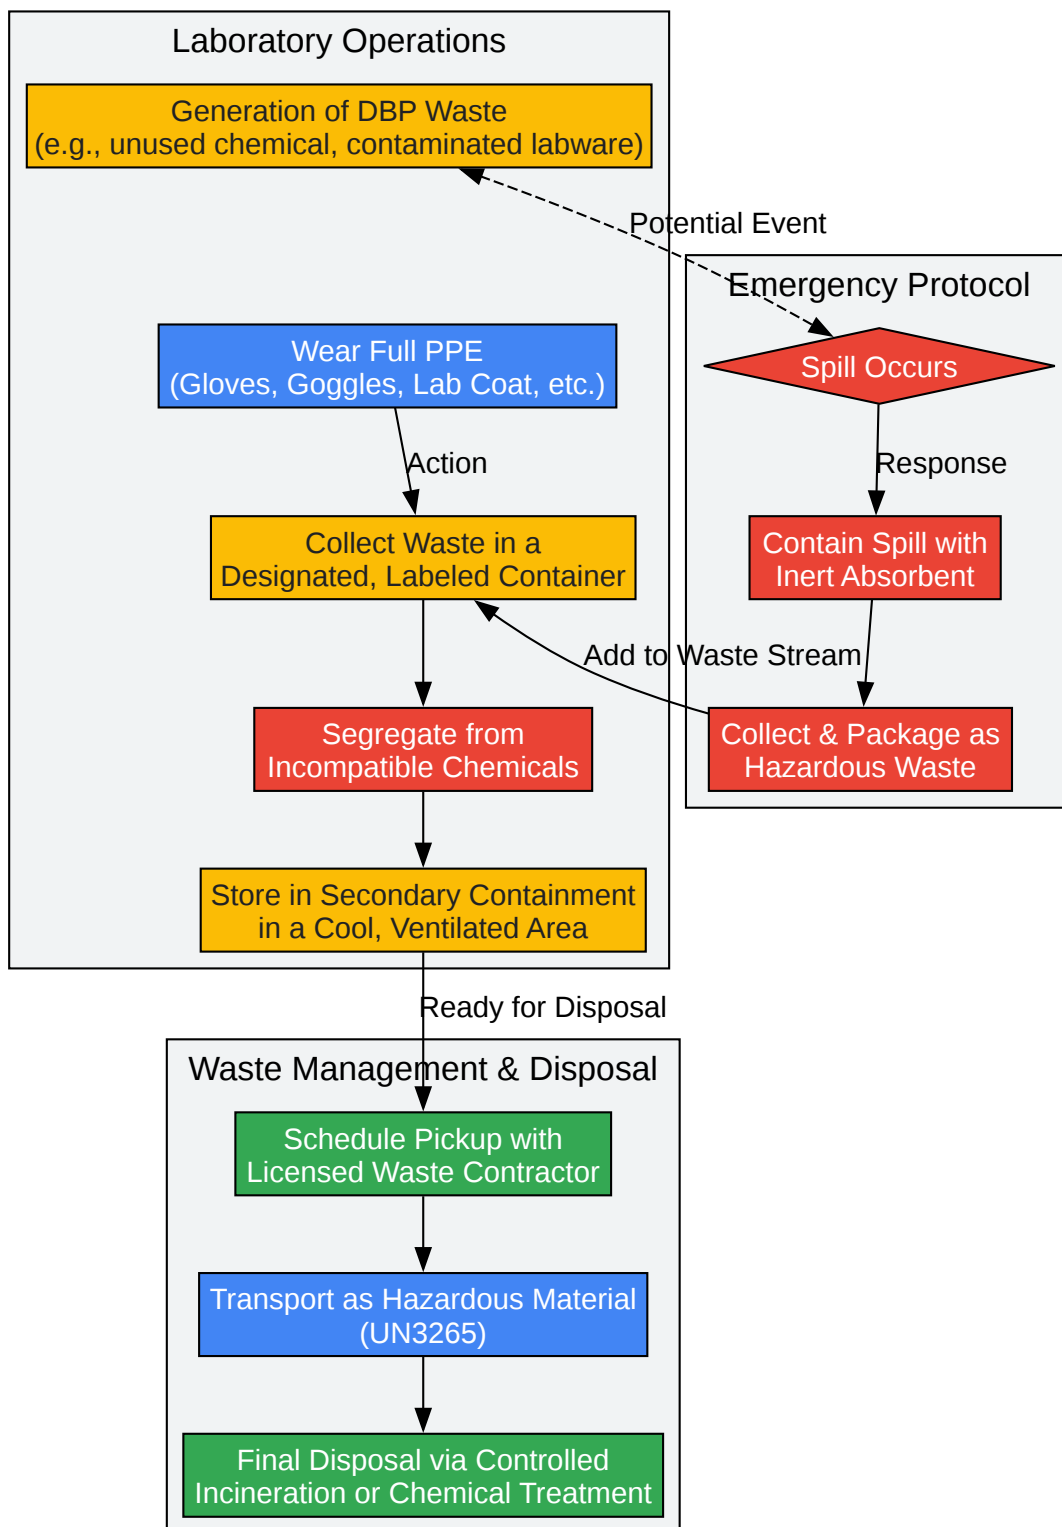 Laboratory Operations
Generation of DBP Waste
(e.g., unused chemical, contaminated labware)
Potential Event
Emergency Protocol
Spill Occurs
Wear Full PPE
(Gloves, Goggles, Lab Coat, etc.)
Action
Response
Collect Waste in a
Designated, Labeled Container
Contain Spill with
Inert Absorbent
Add to Waste Stream
Segregate from
Incompatible Chemicals
Collect & Package as
Hazardous Waste
Store in Secondary Containment
in a Cool, Ventilated Area
Ready for Disposal
Waste Management & Disposal
Schedule Pickup with
Licensed Waste Contractor
Transport as Hazardous Material
(UN3265)
Final Disposal via Controlled
Incineration or Chemical Treatment